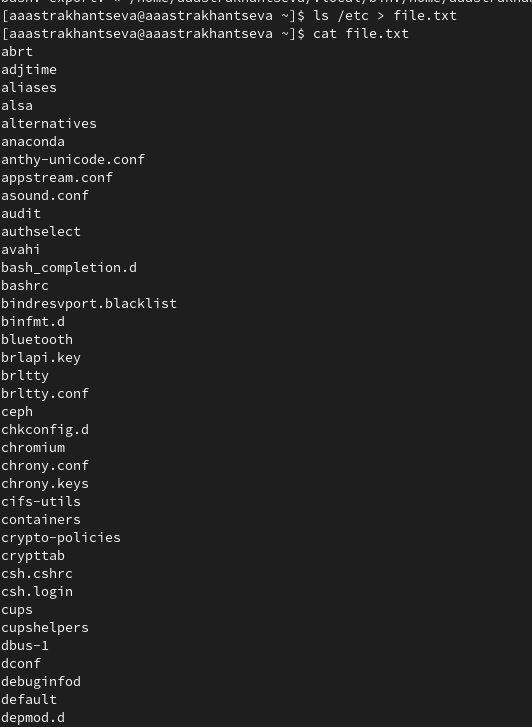 [aaastrakhantseva@aaastrakhantseva ~]$ ls /etc > file.txt
[aaastrakhantseva@aaastrakhantseva ~]$ cat file.txt
abrt
adjtime
aliases
alsa
alternatives
anaconda
anthy-unicode.conf
appstream.conf
asound.conf
audit
authselect
avahi
bash_completion.d
bashrc
bindresvport.blacklist
binfmt.d
bluetooth
brlapi.key
brltty
brltty.conf
ceph
chkconfig.d
chromium
chrony.conf
chrony.keys
cifs-utils
containers
crypto-policies
crypttab
csh.cshrc
csh.login
cups
cupshelpers
dbus-1
dconf
debuginfod
default
depmod.d